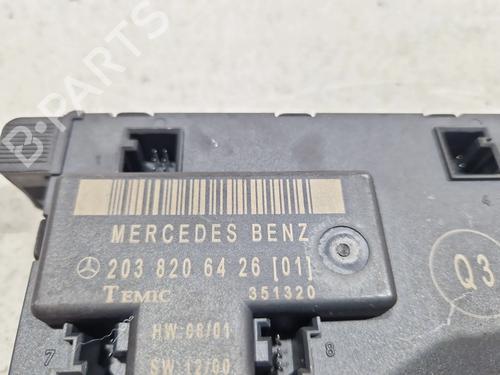 B-PARTS
MERCEDES BENZ
203 820 64 26 [01]
TEMIC 351320
Q3
HW:08/01
7 8
SW:12/00